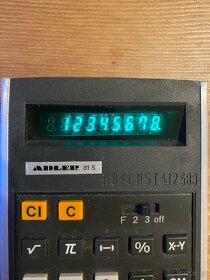 12345678.
ADLER 81 S
CI C
F 2 3 off
√ π (−) % X-Y